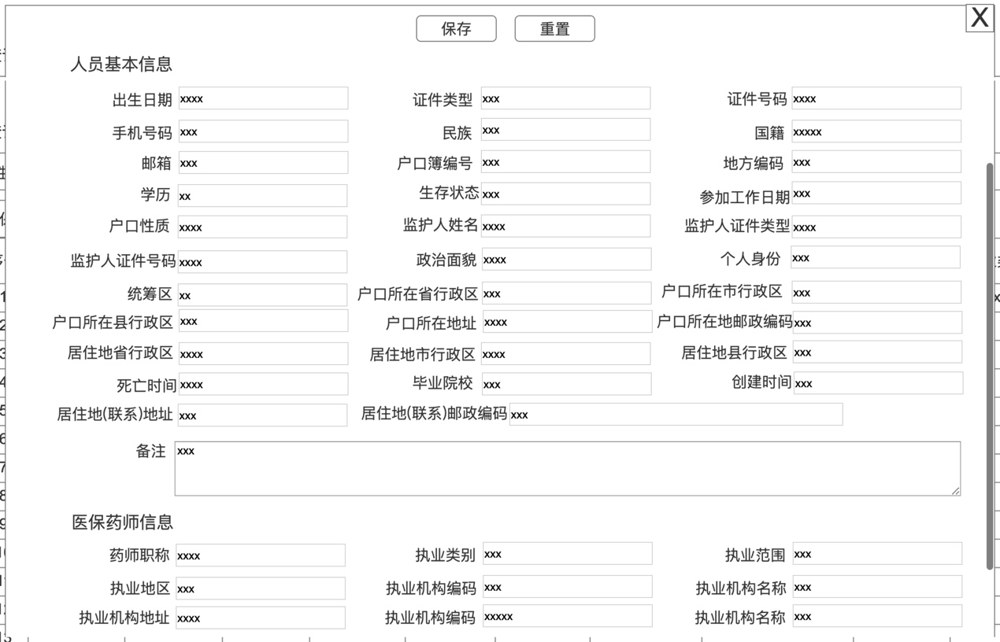 保存 重置 X
人员基本信息
出生日期 xxxx 证件类型 xxx 证件号码 xxxx
手机号码 xxx 民族 xxx 国籍 xxxxx
邮箱 xxx 户口簿编号 xxx 地方编码 xxx
学历 xx 生存状态 xxx 参加工作日期 xxx
户口性质 xxxx 监护人姓名 xxxx 监护人证件类型 xxxx
监护人证件号码 xxxx 政治面貌 xxxx 个人身份 xxx
统筹区 xx 户口所在省行政区 xxx 户口所在市行政区 xxx
户口所在县行政区 xxx 户口所在地址 xxxx 户口所在地邮政编码 xxx
居住地省行政区 xxxx 居住地市行政区 xxxx 居住地县行政区 xxx
死亡时间 xxxx 毕业院校 xxx 创建时间 xxx
居住地(联系)地址 xxx 居住地(联系)邮政编码 xxx
备注 xxx
医保药师信息
药师职称 xxxx 执业类别 xxx 执业范围 xxx
执业地区 xxx 执业机构编码 xxx 执业机构名称 xxx
执业机构地址 xxxx 执业机构编码 xxxxx 执业机构名称 xxx